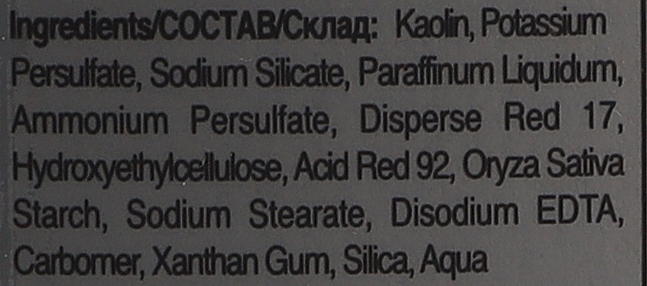 Ingredients/СОСТАВ/Склад: Kaolin, Potassium
Persulfate, Sodium Silicate, Paraffinum Liquidum,
Ammonium Persulfate, Disperse Red 17,
Hydroxyethylcellulose, Acid Red 92, Oryza Sativa
Starch, Sodium Stearate, Disodium EDTA,
Carbomer, Xanthan Gum, Silica, Aqua